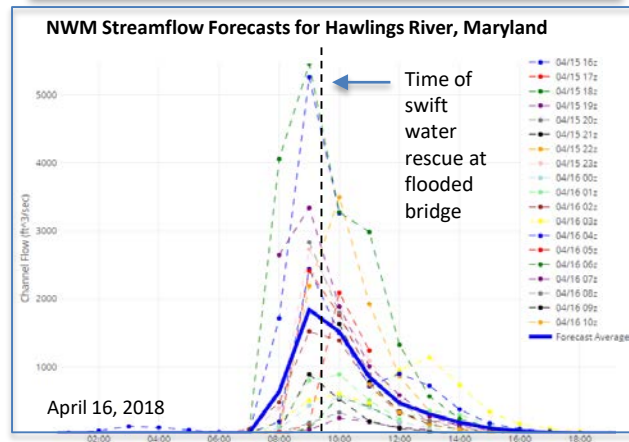 NWM Streamflow Forecasts for Hawlings River, Maryland
Time of
swift
water
rescue at
flooded
bridge
Channel Flow (ft^3/sec)
5000
4000
3000
2000
1000
April 16, 2018
02:00
04:00
06:00
08:00
10:00
12:00
14:00
16:00
18:00
04/15 16z
04/15 17z
04/15 18z
04/15 19z
04/15 20z
04/15 21z
04/15 22z
04/15 23z
04/16 00z
04/16 01z
04/16 02z
04/16 03z
04/16 04z
04/16 05z
04/16 06z
04/16 07z
04/16 08z
04/16 09z
04/16 10z
Forecast Average